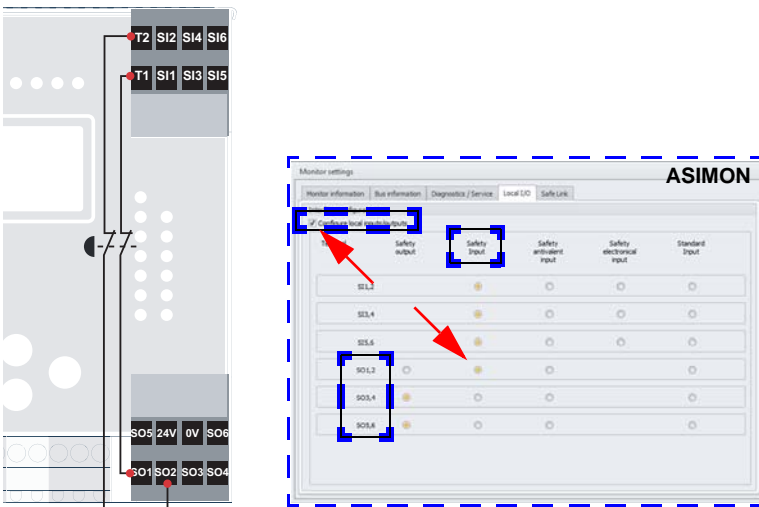 T2 SI2 SI4 SI6
T1 SI1 SI3 SI5
SO5 24V 0V SO6
SO1 SO2 SO3 SO4
ASIMON
Monitor settings
Monitor information Bus information Diagnostics / Service Local I/O Safe Link
Configure local inputs/outputs
Safety output Safety Input Safety antivalent input Safety electronical input Standard Input
SI1,2
SI3,4
SI5,6
SO1,2
SO3,4
SO5,6